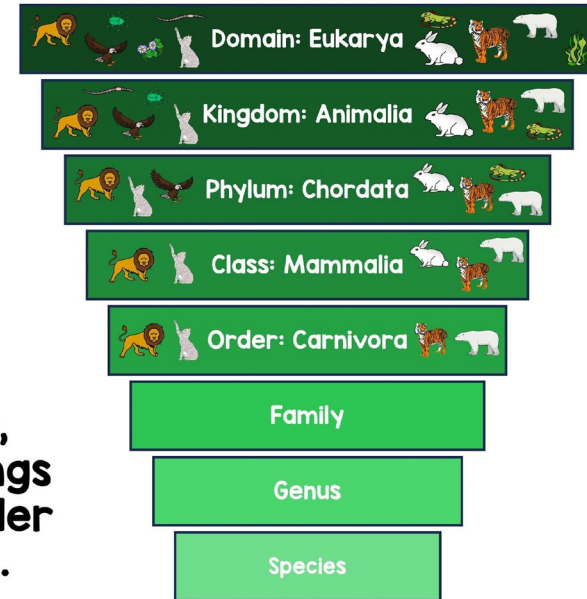 Domain: Eukarya
Kingdom: Animalia
Phylum: Chordata
Class: Mammalia
Order: Carnivora
Family
Genus
Species